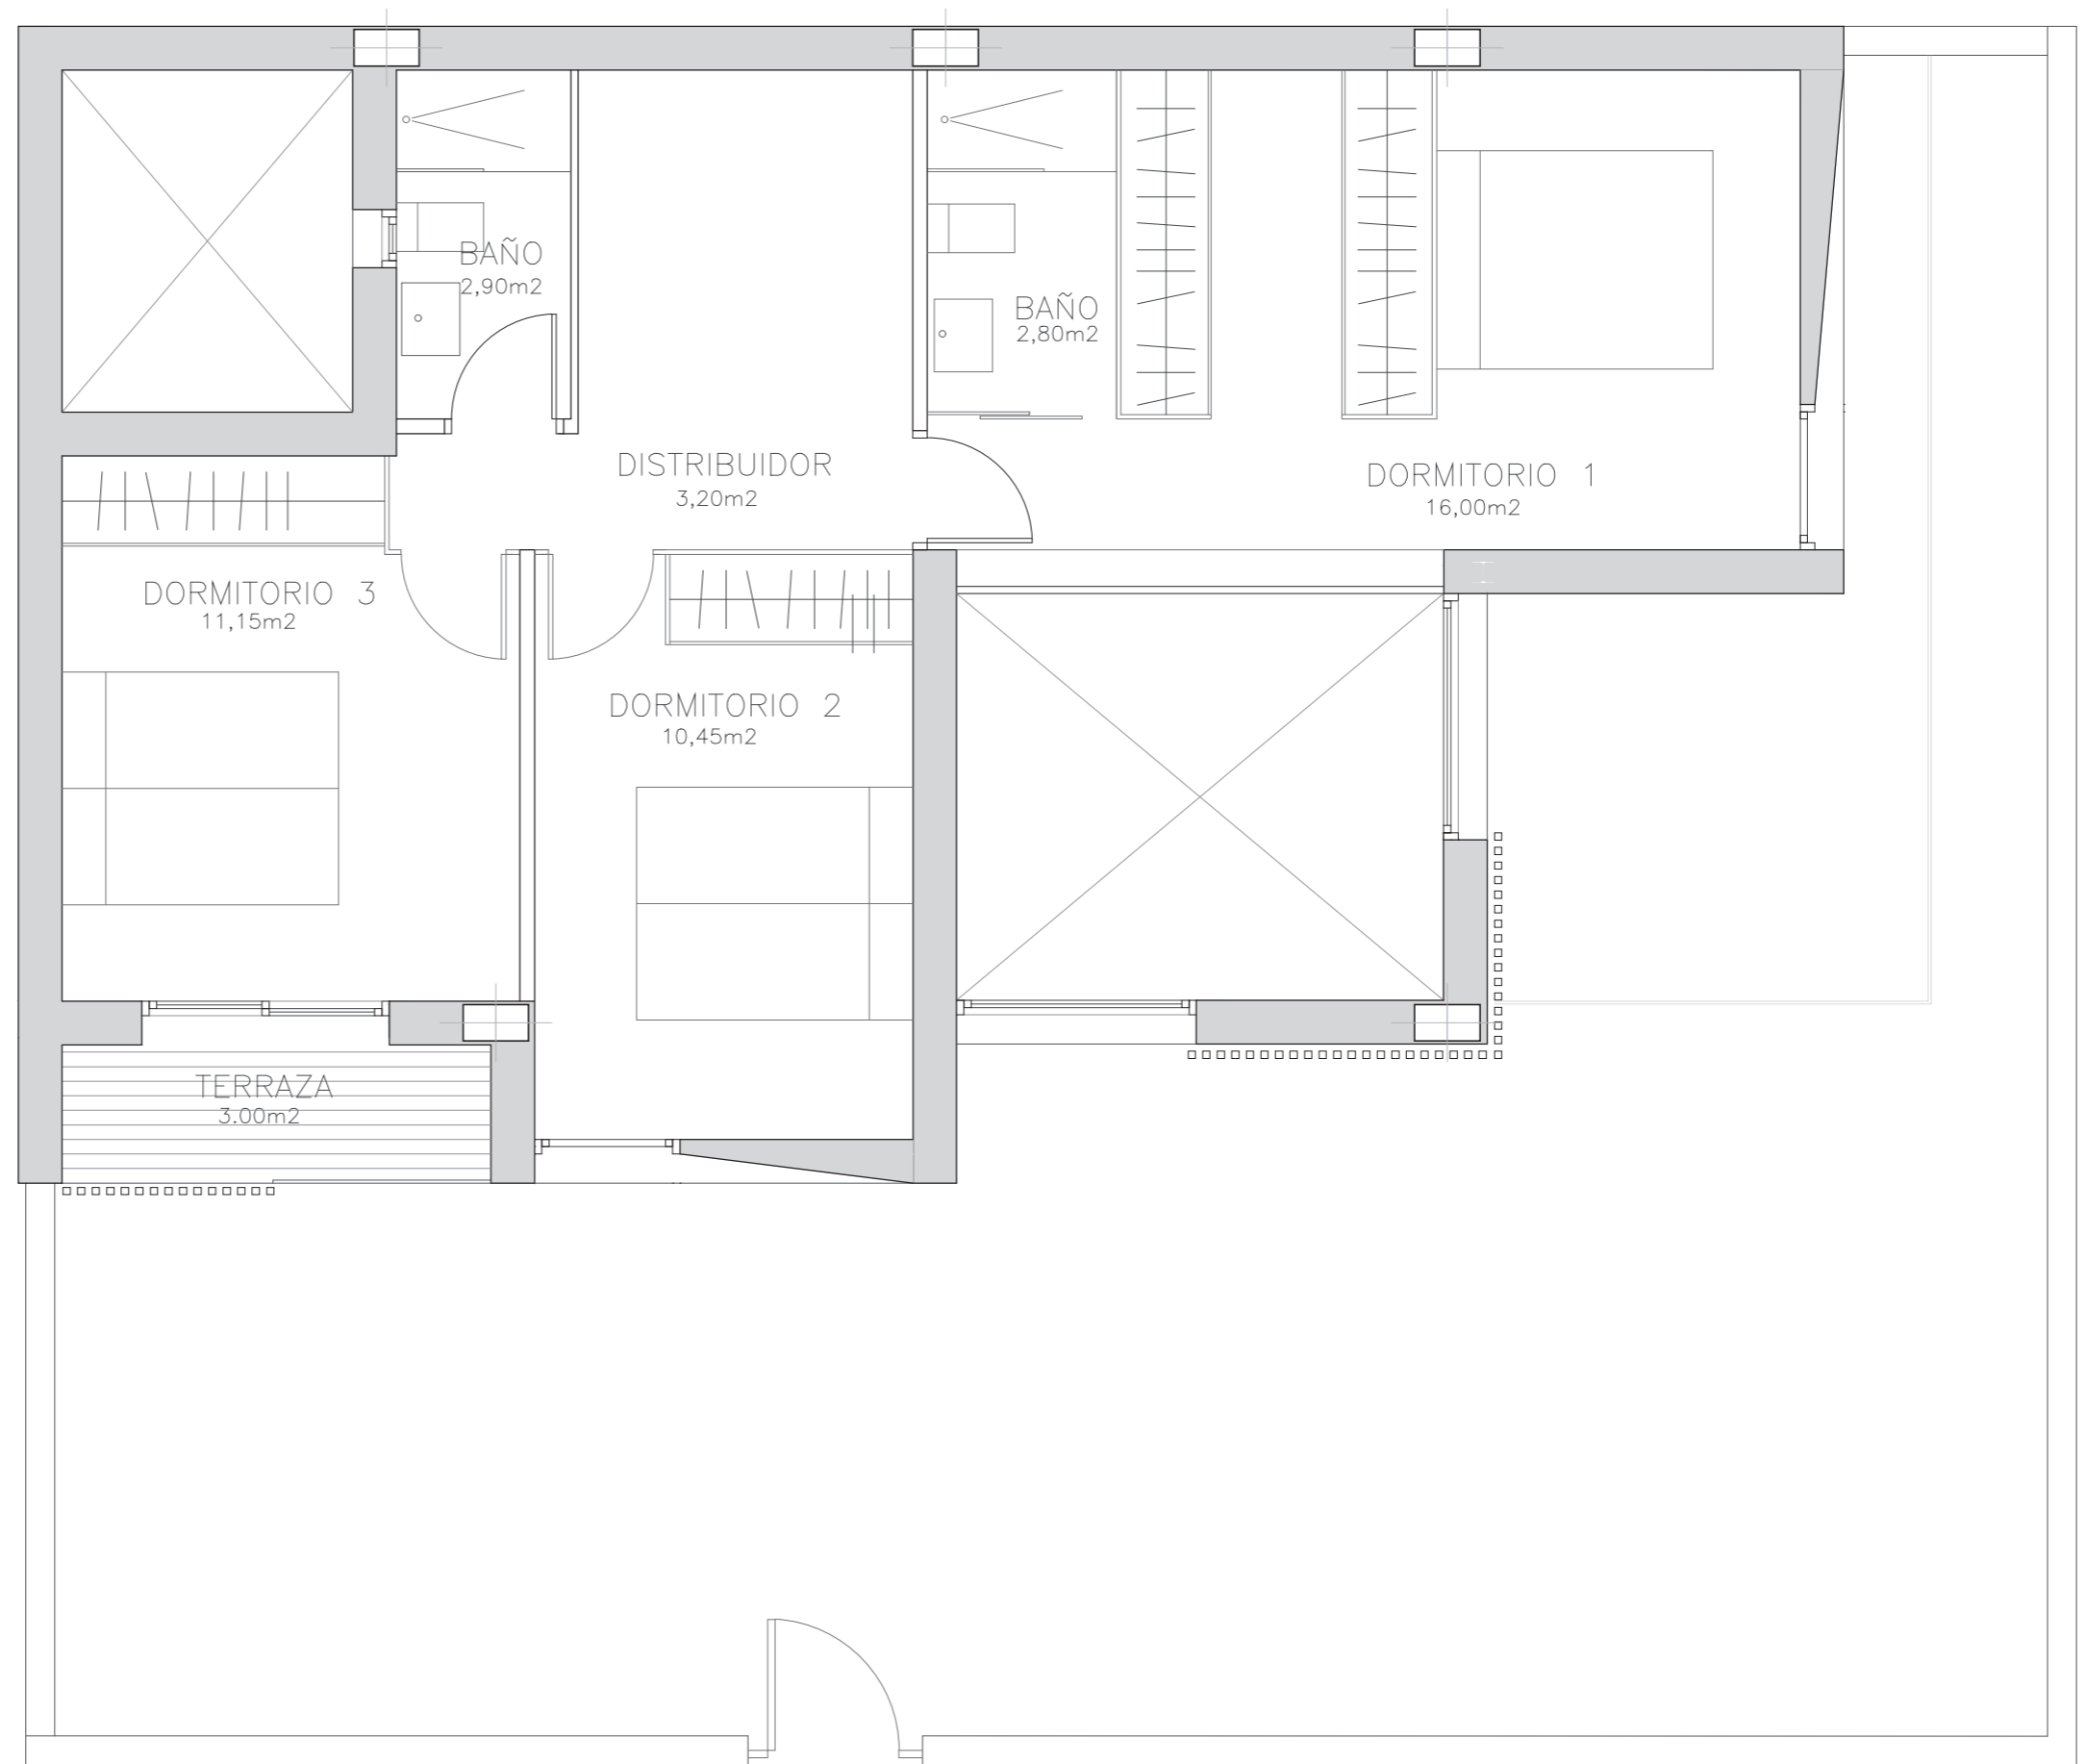 BAÑO
2,90m2
BAÑO
2,80m2
DISTRIBUIDOR
3,20m2
DORMITORIO 1
16,00m2
DORMITORIO 3
11,15m2
DORMITORIO 2
10,45m2
TERRAZA
3.00m2